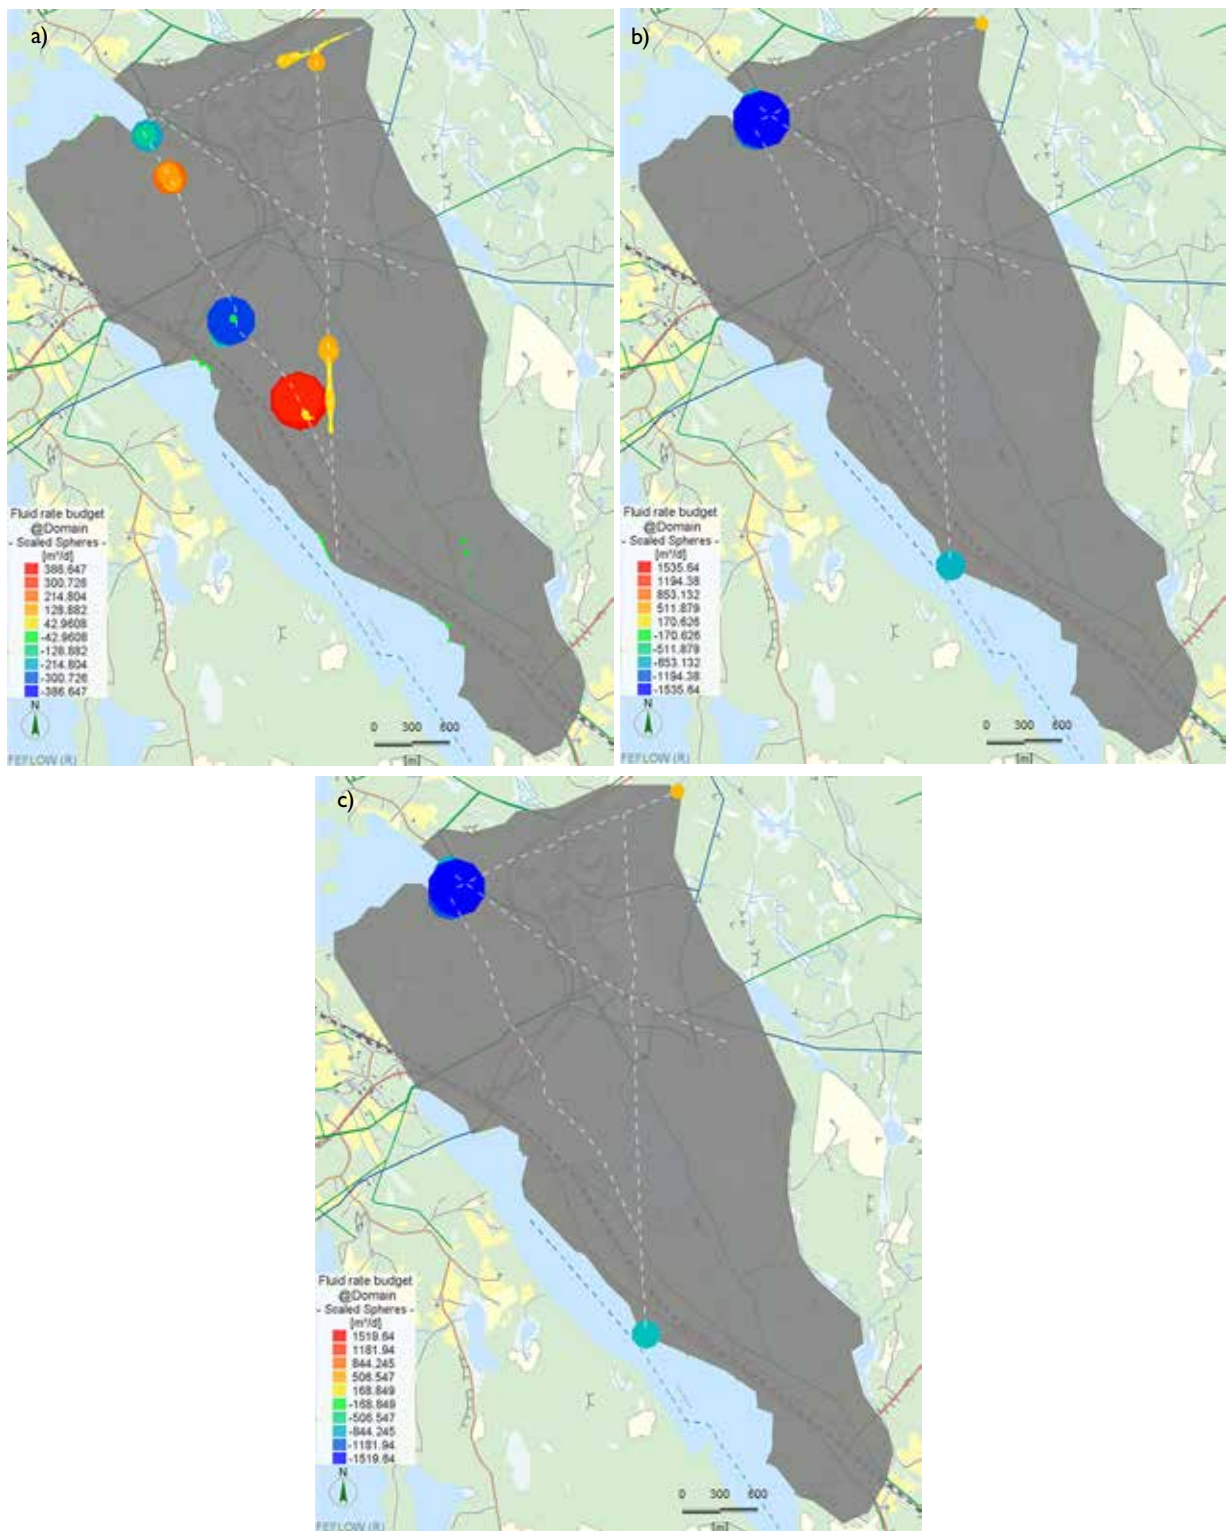 a)
Fluid rate budget
@Domain
- Scaled Spheres -
[m³/d]
386.647
300.726
214.804
128.882
42.9608
-42.9608
-128.882
-214.804
-300.726
-386.647
N
FEFLOW (R)
0 300 600
[m]
b)
Fluid rate budget
@Domain
- Scaled Spheres -
[m³/d]
1535.64
1194.38
853.132
511.879
170.626
-170.626
-511.879
-853.132
-1194.38
-1535.64
N
FEFLOW (R)
0 300 600
[m]
c)
Fluid rate budget
@Domain
- Scaled Spheres -
[m³/d]
1519.64
1181.94
844.245
506.547
168.849
-168.849
-506.547
-844.245
-1181.94
-1519.64
N
FEFLOW (R)
0 300 600
[m]